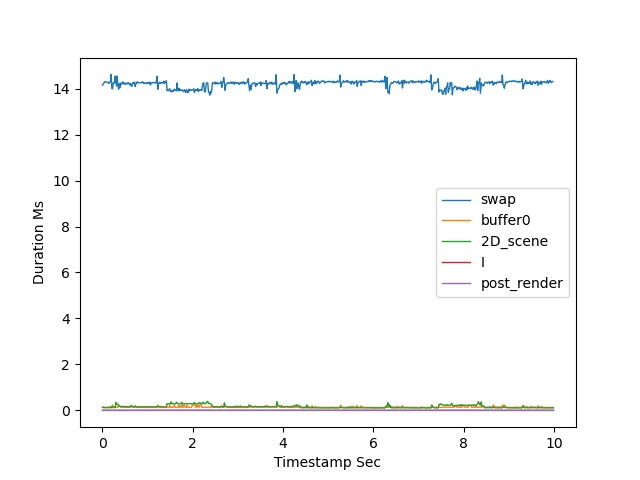 14
12
10
8
6
4
2
0
Duration Ms
swap
buffer0
2D_scene
I
post_render
0 2 4 6 8 10
Timestamp Sec